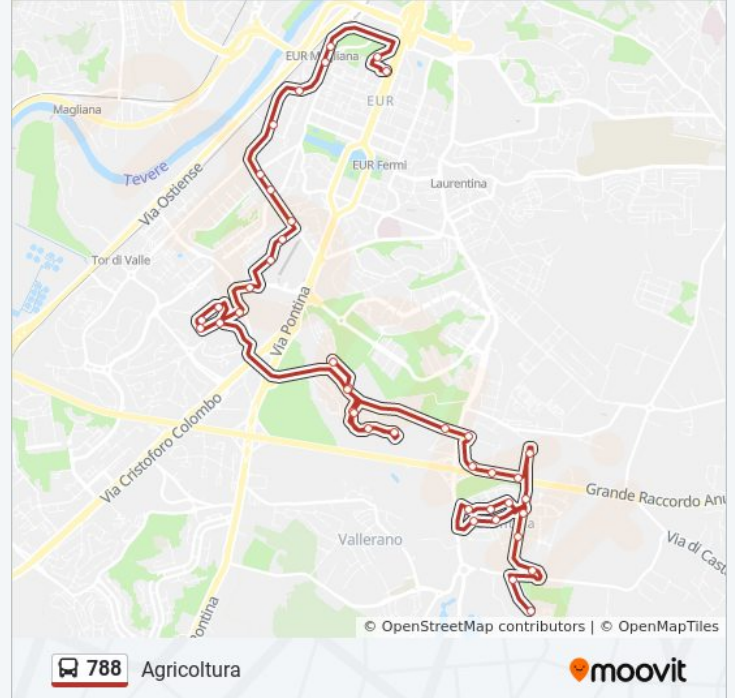 EUR Magliana
EUR
Magliana
EUR Fermi
Tevere
Laurentina
Via Ostiense
Tor di Valle
Via Pontina
Via Cristoforo Colombo
Grande Raccordo Anu
Vallerano
Via di Cast
ontina
© OpenStreetMap contributors | © OpenMapTiles
788 Agricoltura
moovit